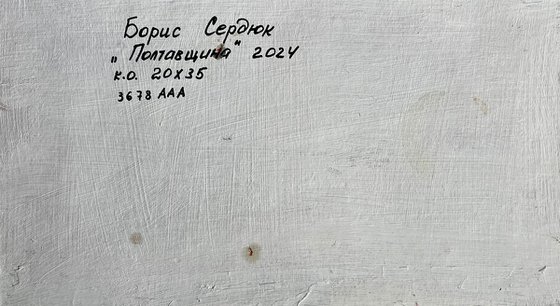 Борис Сердюк
„Полтавщина" 2024
к.о. 20х35
3678 ААА